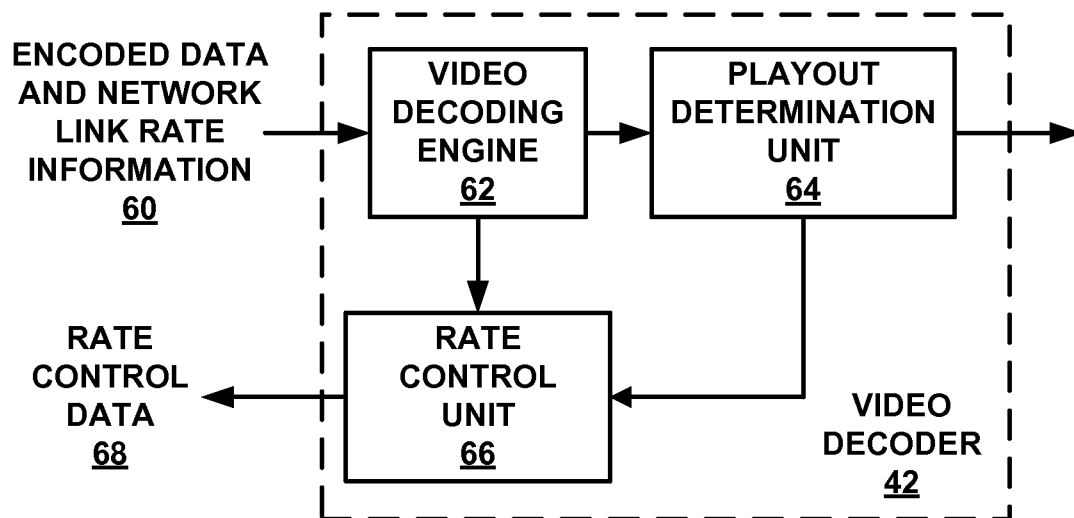 ENCODED DATA
AND NETWORK
LINK RATE
INFORMATION
60
VIDEO
DECODING
ENGINE
62
PLAYOUT
DETERMINATION
UNIT
64
RATE
CONTROL
DATA
68
RATE
CONTROL
UNIT
66
VIDEO
DECODER
42